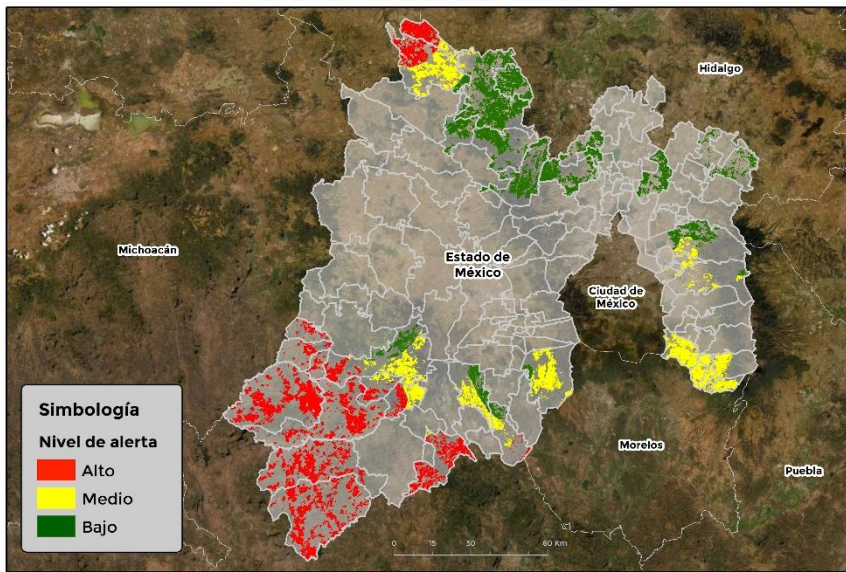 Hidalgo
Michoacán
Estado de
México
Ciudad de
México
Simbología
Nivel de alerta
Alto
Medio
Bajo
Morelos
Puebla
0 15 30 60 Km